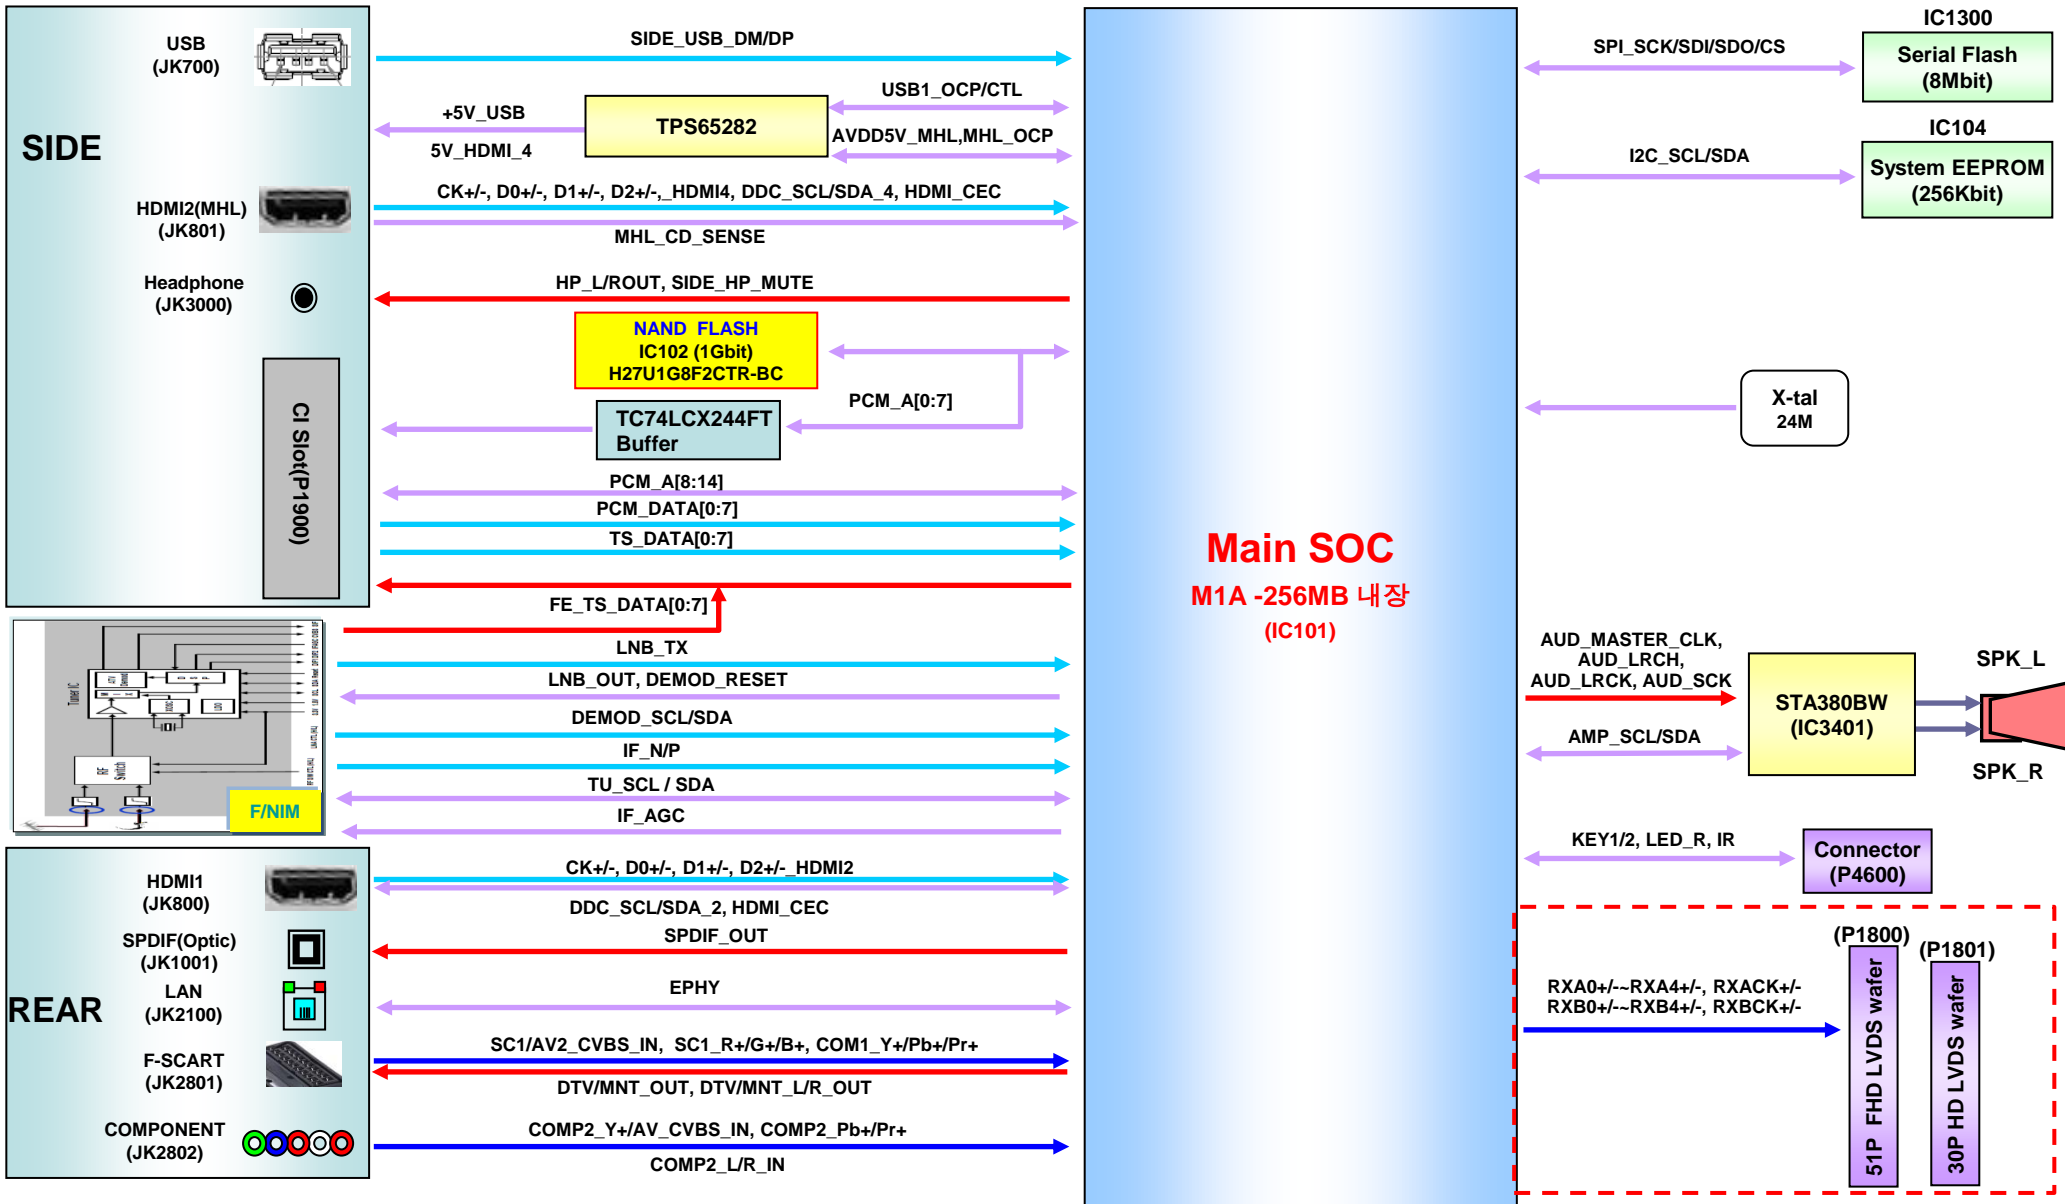 SIDE
USB
(JK700)
HDMI2(MHL)
(JK801)
Headphone
(JK3000)
CI Slot(P1900)
SIDE_USB_DM/DP
+5V_USB
5V_HDMI_4
TPS65282
USB1_OCP/CTL
AVDD5V_MHL,MHL_OCP
CK+/-, D0+/-, D1+/-, D2+/-,_HDMI4, DDC_SCL/SDA_4, HDMI_CEC
MHL_CD_SENSE
HP_L/ROUT, SIDE_HP_MUTE
NAND FLASH
IC102 (1Gbit)
H27U1G8F2CTR-BC
PCM_A[0:7]
TC74LCX244FT
Buffer
PCM_A[8:14]
PCM_DATA[0:7]
TS_DATA[0:7]
FE_TS_DATA[0:7]
LNB_TX
LNB_OUT, DEMOD_RESET
DEMOD_SCL/SDA
IF_N/P
TU_SCL / SDA
IF_AGC
Tuner IC
RF
Switch
LDO
F/NIM
REAR
HDMI1
(JK800)
SPDIF(Optic)
(JK1001)
LAN
(JK2100)
F-SCART
(JK2801)
COMPONENT
(JK2802)
CK+/-, D0+/-, D1+/-, D2+/-_HDMI2
DDC_SCL/SDA_2, HDMI_CEC
SPDIF_OUT
EPHY
SC1/AV2_CVBS_IN, SC1_R+/G+/B+, COM1_Y+/Pb+/Pr+
DTV/MNT_OUT, DTV/MNT_L/R_OUT
COMP2_Y+/AV_CVBS_IN, COMP2_Pb+/Pr+
COMP2_L/R_IN
Main SOC
M1A -256MB 내장
(IC101)
SPI_SCK/SDI/SDO/CS
IC1300
Serial Flash
(8Mbit)
I2C_SCL/SDA
IC104
System EEPROM
(256Kbit)
X-tal
24M
AUD_MASTER_CLK,
AUD_LRCH,
AUD_LRCK, AUD_SCK
AMP_SCL/SDA
STA380BW
(IC3401)
SPK_L
SPK_R
KEY1/2, LED_R, IR
Connector
(P4600)
RXA0+/-~RXA4+/-, RXACK+/-
RXB0+/-~RXB4+/-, RXBCK+/-
(P1800)
51P FHD LVDS wafer
(P1801)
30P HD LVDS wafer